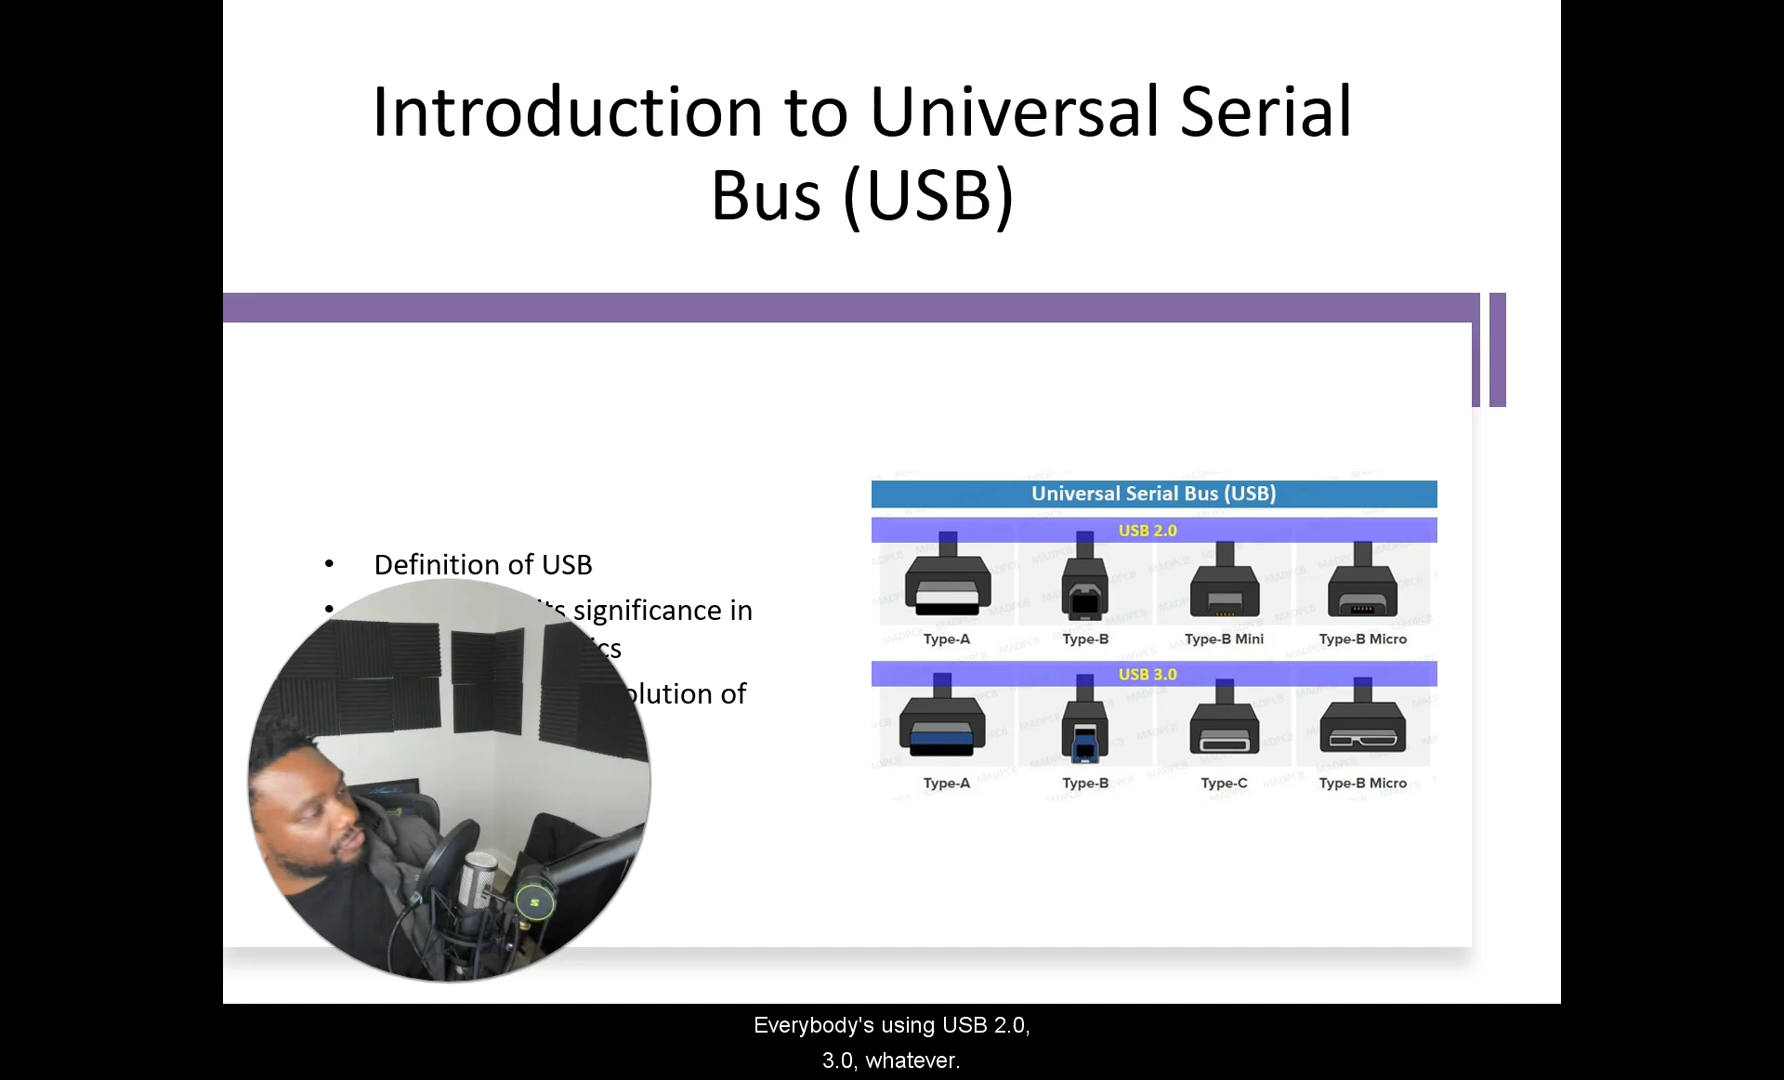 Introduction to Universal Serial
Bus (USB)
• Definition of USB
• significance in
olution of
Universal Serial Bus (USB)
USB 2.0
Type-A Type-B Type-B Mini Type-B Micro
USB 3.0
Type-A Type-B Type-C Type-B Micro
Everybody's using USB 2.0,
3.0, whatever.